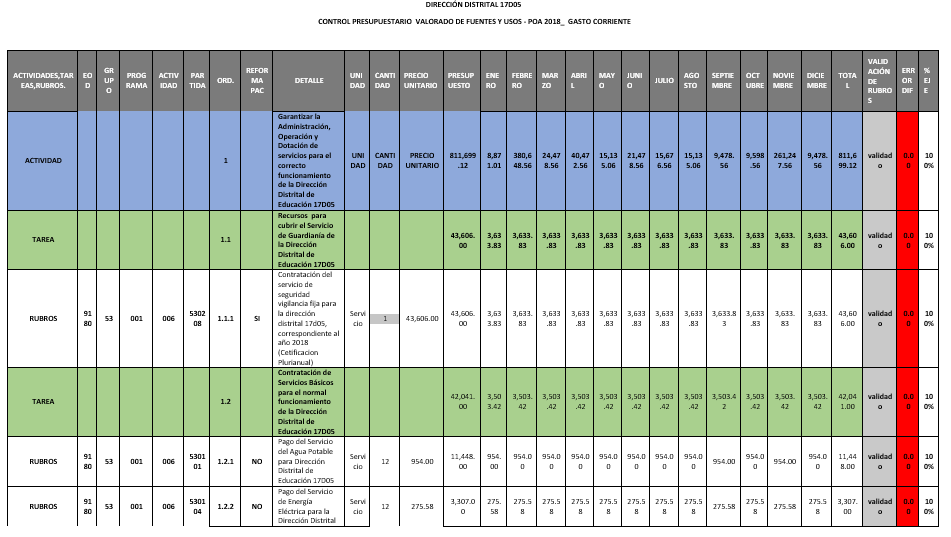 DIRECCIÓN DISTRITAL 17D05
CONTROL PRESUPUESTARIO VALORADO DE FUENTES Y USOS - POA 2018_ GASTO CORRIENTE
ACTIVIDADES,TAREAS,RUBROS. EOD GRUPO PROGRAMA ACTIVIDAD PARTIDA ORD. REFORMA PAC DETALLE UNIDAD CANTIDAD PRECIO UNITARIO PRESUPUESTO ENERO FEBRERO MARZO ABRIL MAYO JUNIO JULIO AGOSTO SEPTIEMBRE OCTUBRE NOVIEMBRE DICIEMBRE TOTAL VALIDACIÓN DE RUBROS ERROR DIF % EJE
ACTIVIDAD 1 Garantizar la Administración, Operación y Dotación de servicios para el correcto funcionamiento de la Dirección Distrital de Educación 17D05 UNIDAD CANTIDAD PRECIO UNITARIO 811,699.12 8,871.01 380,648.56 24,478.56 40,472.56 15,135.06 21,478.56 15,676.56 15,135.06 9,478.56 9,598.56 261,247.56 9,478.56 811,699.12 validado 0.00 100%
TAREA 1.1 Recursos para cubrir el Servicio de Guardianía de la Dirección Distrital de Educación 17D05 43,606.00 3,633.83 3,633.83 3,633.83 3,633.83 3,633.83 3,633.83 3,633.83 3,633.83 3,633.83 3,633.83 3,633.83 3,633.83 43,606.00 validado 0.00 100%
RUBROS 9180 53 001 006 530208 1.1.1 SI Contratación del servicio de seguridad vigilancia fija para la dirección distrital 17d05, correspondiente al año 2018 (Cetificacion Plurianual) Servicio 1 43,606.00 43,606.00 3,633.83 3,633.83 3,633.83 3,633.83 3,633.83 3,633.83 3,633.83 3,633.83 3,633.83 3,633.83 3,633.83 3,633.83 43,606.00 validado 0.00 100%
TAREA 1.2 Contratación de Servicios Básicos para el normal funcionamiento de la Dirección Distrital de Educación 17D05 42,041.00 3,503.42 3,503.42 3,503.42 3,503.42 3,503.42 3,503.42 3,503.42 3,503.42 3,503.42 3,503.42 3,503.42 3,503.42 42,041.00 validado 0.00 100%
RUBROS 9180 53 001 006 530101 1.2.1 NO Pago del Servicio del Agua Potable para Dirección Distrital de Educación 17D05 Servicio 12 954.00 11,448.00 954.00 954.00 954.00 954.00 954.00 954.00 954.00 954.00 954.00 954.00 954.00 954.00 11,448.00 validado 0.00 100%
RUBROS 9180 53 001 006 530104 1.2.2 NO Pago del Servicio de Energía Eléctrica para la Dirección Distrital Servicio 12 275.58 3,307.00 275.58 275.58 275.58 275.58 275.58 275.58 275.58 275.58 275.58 275.58 275.58 275.58 3,307.00 validado 0.00 100%